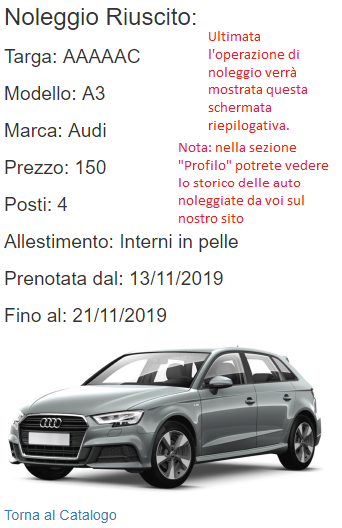 Noleggio Riuscito:
Targa: AAAAAC
Modello: A3
Marca: Audi
Prezzo: 150
Posti: 4
Allestimento: Interni in pelle
Prenotata dal: 13/11/2019
Fino al: 21/11/2019
Ultimata
l'operazione di
noleggio verrà
mostrata questa
schermata
riepilogativa.
Nota: nella sezione
"Profilo" potrete vedere
lo storico delle auto
noleggiate da voi sul
nostro sito
Torna al Catalogo